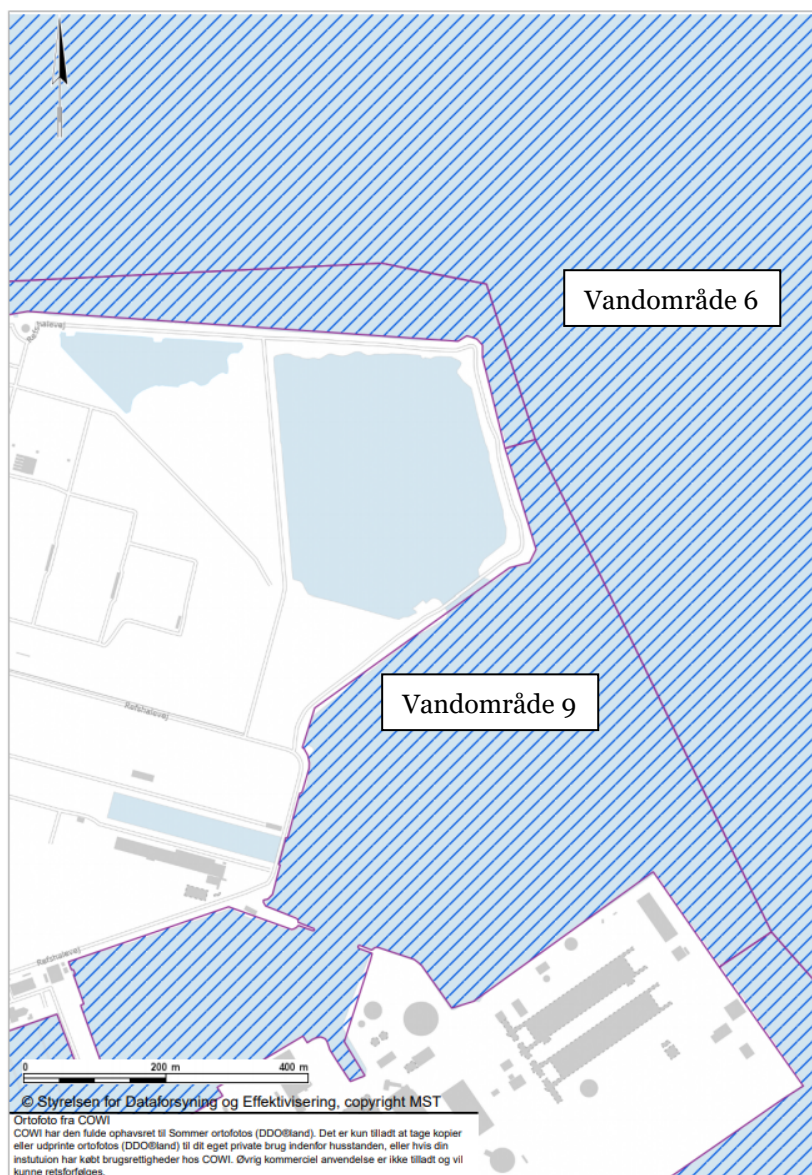 Vandområde 6
Refshalevej
Vandområde 9
Refshalevej
Refshalevej
0 200 m 400 m
© Styrelsen for Dataforsyning og Effektivisering, copyright MST
Ortofoto fra COWI
COWI har den fulde ophavsret til Sommer ortofotos (DDO®land). Det er kun tilladt at tage kopier
eller udprinte ortofotos (DDO®land) til dit eget private brug indenfor husstanden, eller hvis din
instutuion har købt brugsrettigheder hos COWI. Øvrig kommerciel anvendelse er ikke tilladt og vil
kunne retsforfølges.